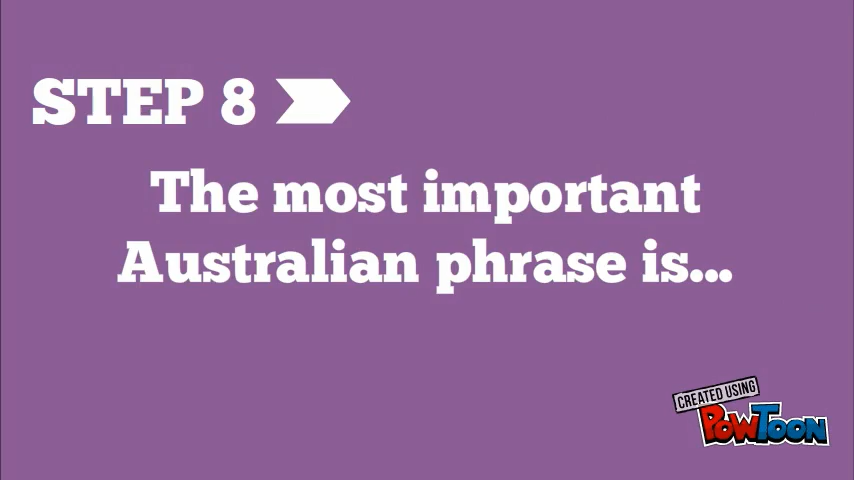 STEP 8
The most important
Australian phrase is...
CREATED USING
POWTOON